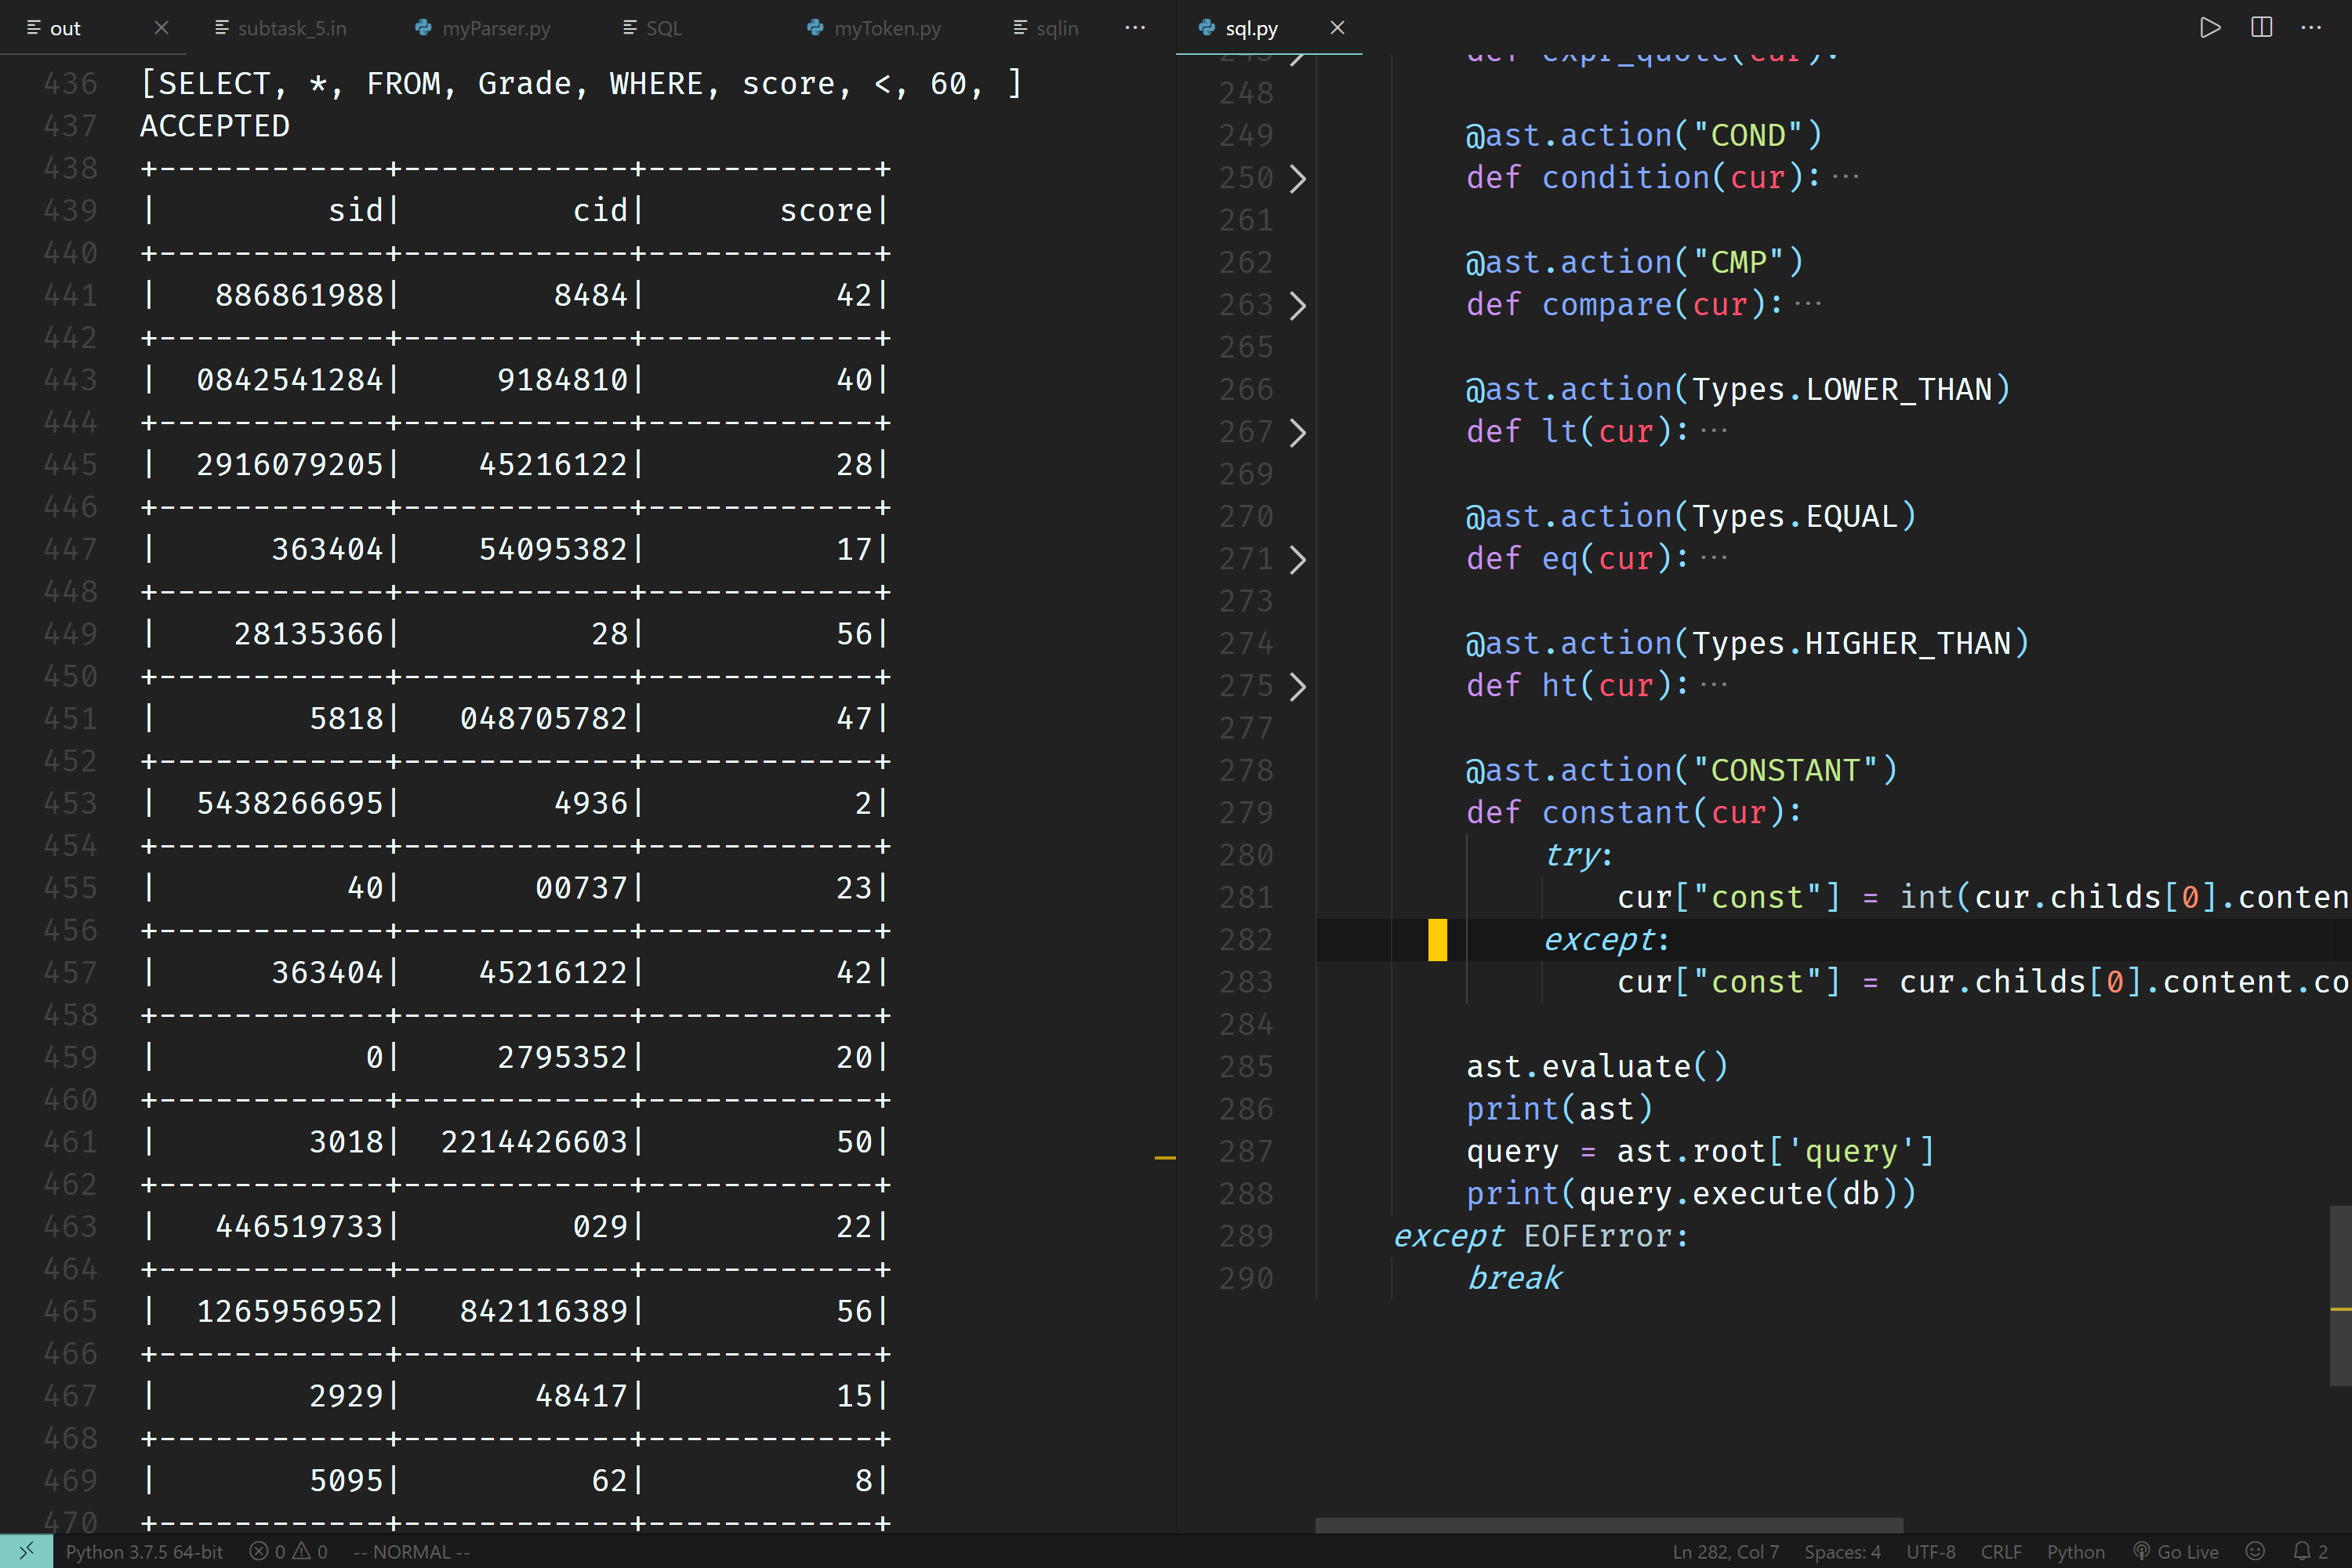 out
subtask_5.in
myParser.py
SQL
myToken.py
sqlin
···
436 [SELECT, *, FROM, Grade, WHERE, score, <, 60, ]
437 ACCEPTED
438 +------------+------------+------------+
439 |         sid|         cid|       score|
440 +------------+------------+------------+
441 |   886861988|        8484|          42|
442 +------------+------------+------------+
443 |  0842541284|     9184810|          40|
444 +------------+------------+------------+
445 |  2916079205|    45216122|          28|
446 +------------+------------+------------+
447 |      363404|    54095382|          17|
448 +------------+------------+------------+
449 |    28135366|          28|          56|
450 +------------+------------+------------+
451 |        5818|   048705782|          47|
452 +------------+------------+------------+
453 |  5438266695|        4936|           2|
454 +------------+------------+------------+
455 |          40|       00737|          23|
456 +------------+------------+------------+
457 |      363404|    45216122|          42|
458 +------------+------------+------------+
459 |           0|     2795352|          20|
460 +------------+------------+------------+
461 |        3018|  2214426603|          50|
462 +------------+------------+------------+
463 |   446519733|         029|          22|
464 +------------+------------+------------+
465 |  1265956952|   842116389|          56|
466 +------------+------------+------------+
467 |        2929|       48417|          15|
468 +------------+------------+------------+
469 |        5095|          62|           8|
470 +------------+------------+------------+
sql.py
···
def expr_quote(cur):
248
249 @ast.action("COND")
250 def condition(cur):···
261
262 @ast.action("CMP")
263 def compare(cur):···
265
266 @ast.action(Types.LOWER_THAN)
267 def lt(cur):···
269
270 @ast.action(Types.EQUAL)
271 def eq(cur):···
273
274 @ast.action(Types.HIGHER_THAN)
275 def ht(cur):···
277
278 @ast.action("CONSTANT")
279 def constant(cur):
280     try:
281         cur["const"] = int(cur.childs[0].conten
282     except:
283         cur["const"] = cur.childs[0].content.co
284
285 ast.evaluate()
286 print(ast)
287 query = ast.root['query']
288 print(query.execute(db))
289 except EOFError:
290     break
Python 3.7.5 64-bit
0
0
-- NORMAL --
Ln 282, Col 7
Spaces: 4
UTF-8
CRLF
Python
Go Live
2